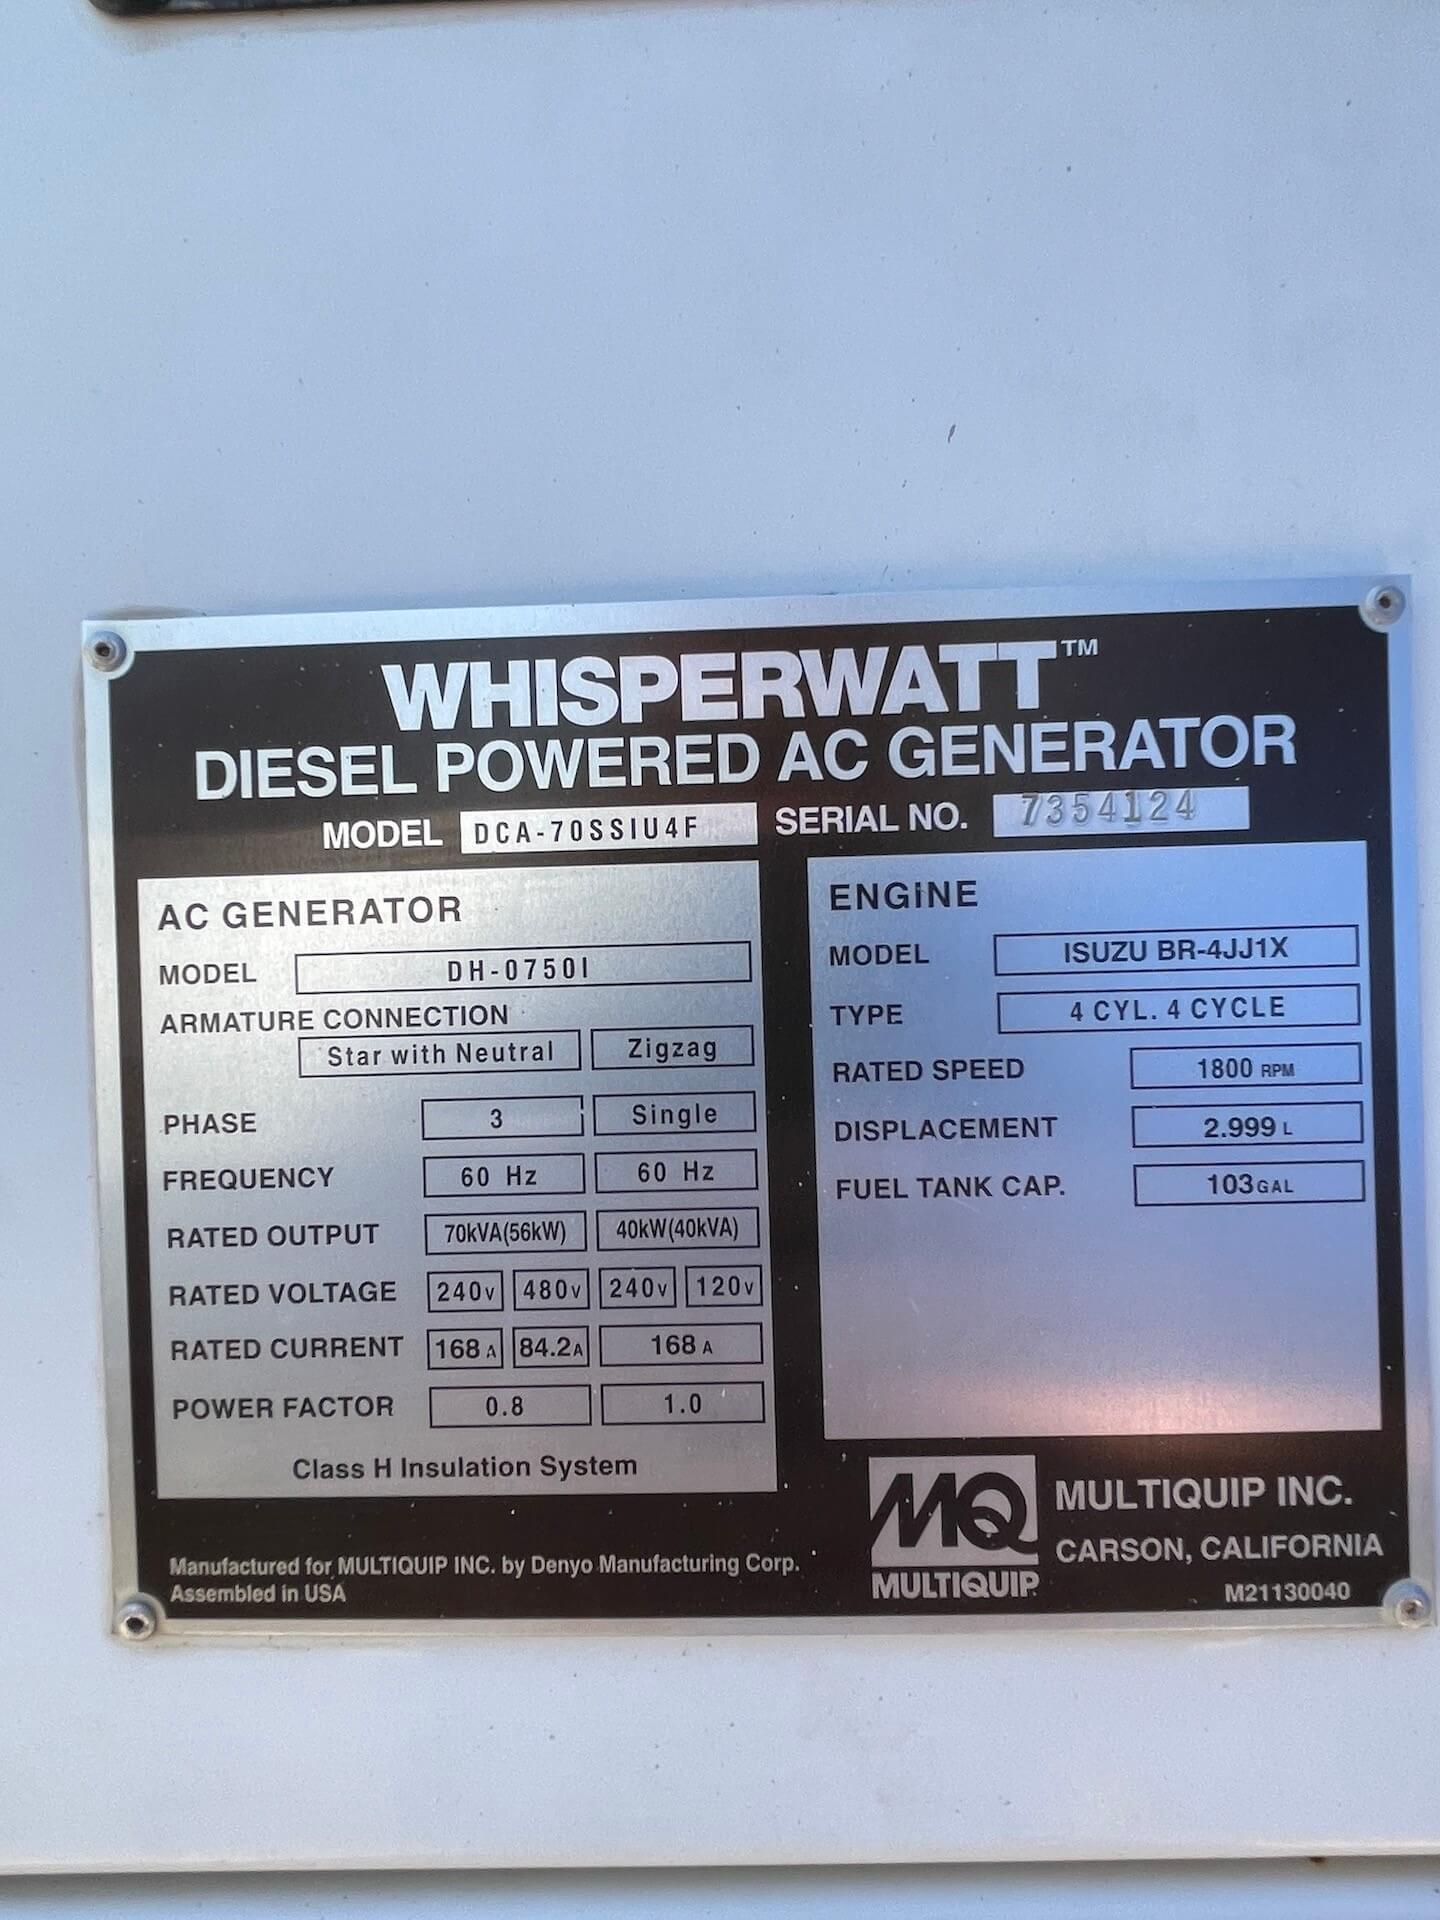 WHISPERWATT™
DIESEL POWERED AC GENERATOR
MODEL DCA-70SSIU4F SERIAL NO. 7354124
AC GENERATOR
MODEL DH-0750I
ARMATURE CONNECTION
Star with Neutral Zigzag
PHASE 3 Single
FREQUENCY 60 Hz 60 Hz
RATED OUTPUT 70kVA(56kW) 40kW(40kVA)
RATED VOLTAGE 240V 480V 240V 120V
RATED CURRENT 168 A 84.2A 168 A
POWER FACTOR 0.8 1.0
Class H Insulation System
ENGINE
MODEL ISUZU BR-4JJ1X
TYPE 4 CYL. 4 CYCLE
RATED SPEED 1800 RPM
DISPLACEMENT 2.999 L
FUEL TANK CAP. 103GAL
Manufactured for MULTIQUIP INC. by Denyo Manufacturing Corp.
Assembled in USA
MQ
MULTIQUIP
MULTIQUIP INC.
CARSON, CALIFORNIA
M21130040